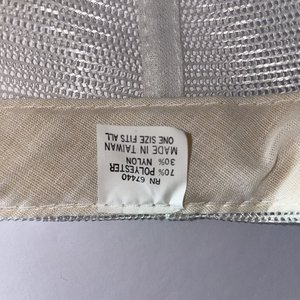 RN 67440
70% POLYESTER
30% NYLON
MADE IN TAIWAN
ONE SIZE FITS ALL